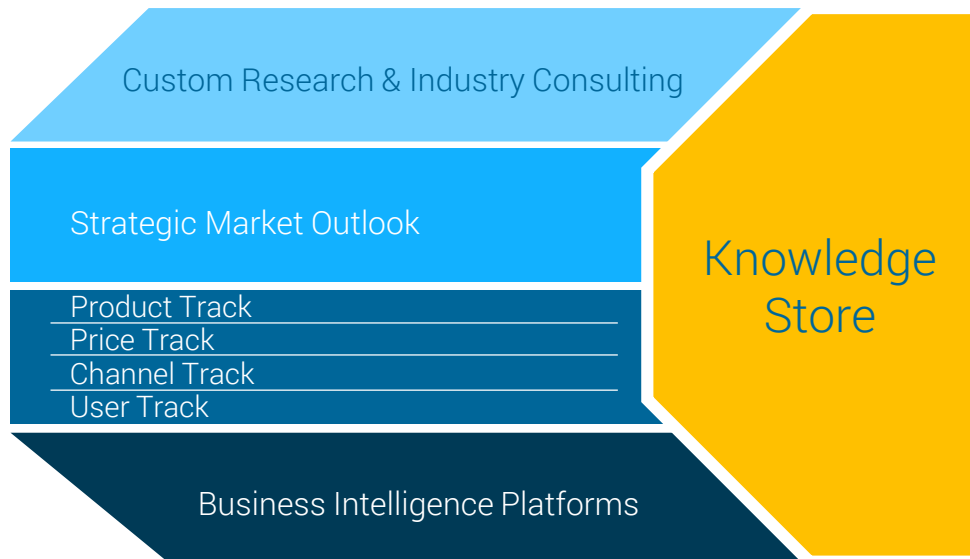 Custom Research & Industry Consulting
Strategic Market Outlook
Product Track
Price Track
Channel Track
User Track
Business Intelligence Platforms
Knowledge
Store